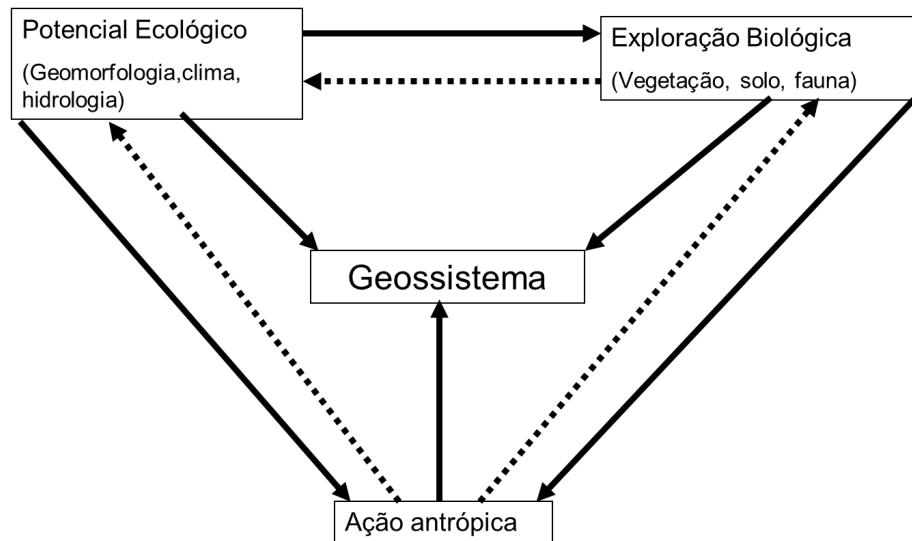 Potencial Ecológico
(Geomorfologia,clima,
hidrologia)
Exploração Biológica
(Vegetação, solo, fauna)
Geossistema
Ação antrópica